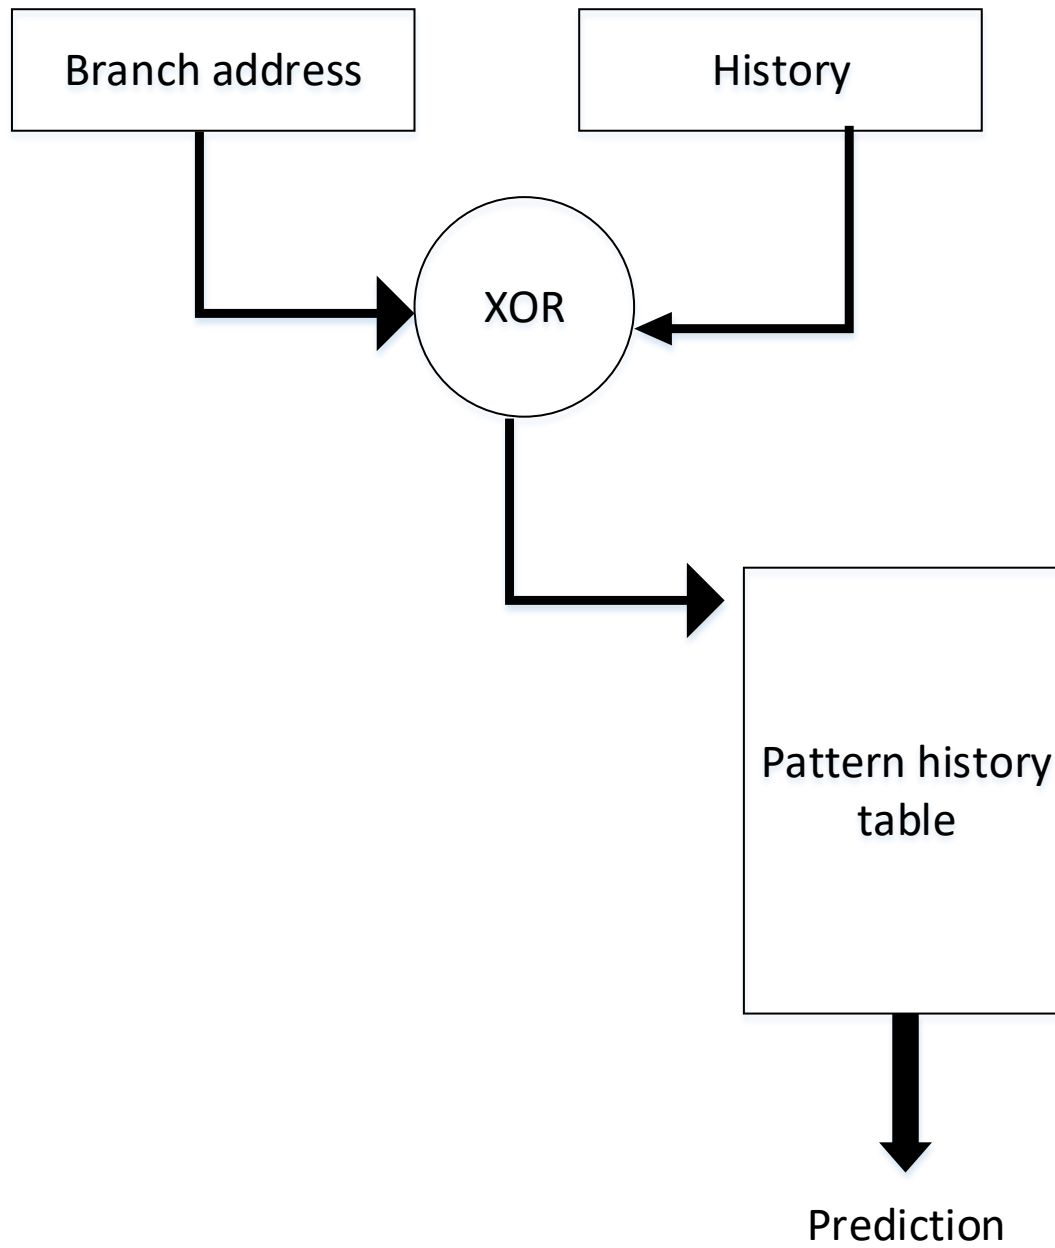 Branch address
History
XOR
Pattern history
table
Prediction